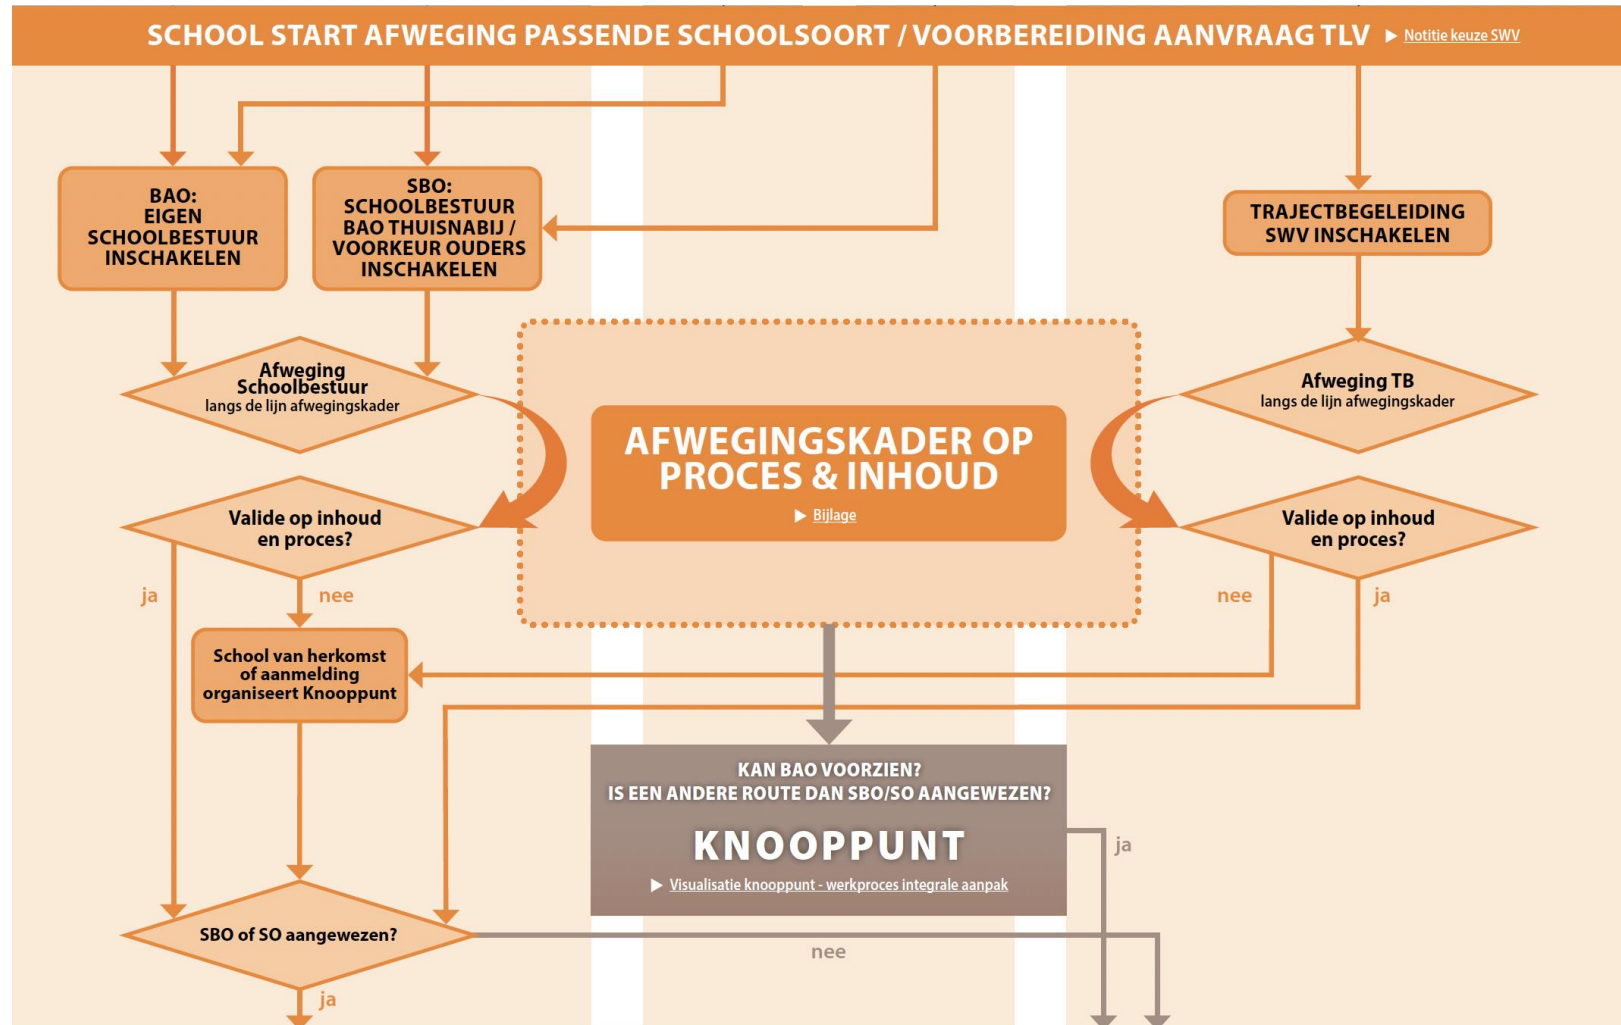 SCHOOL START AFWEGING PASSENDE SCHOOLSOORT / VOORBEREIDING AANVRAAG TLV ▶ Notitie keuze SWV
BAO:
EIGEN
SCHOOLBESTUUR
INSCHAKELEN
SBO:
SCHOOLBESTUUR
BAO THUISNABIJ /
VOORKEUR OUDERS
INSCHAKELEN
TRAJECTBEGELEIDING
SWV INSCHAKELEN
Afweging
Schoolbestuur
langs de lijn afwegingskader
AFWEGINGSKADER OP
PROCES & INHOUD
▶ Bijlage
Afweging TB
langs de lijn afwegingskader
Valide op inhoud
en proces?
Valide op inhoud
en proces?
ja
nee
nee
ja
School van herkomst
of aanmelding
organiseert Knooppunt
KAN BAO VOORZIEN?
IS EEN ANDERE ROUTE DAN SBO/SO AANGEWEZEN?
KNOOPPUNT
▶ Visualisatie knooppunt - werkproces integrale aanpak
ja
SBO of SO aangewezen?
nee
ja